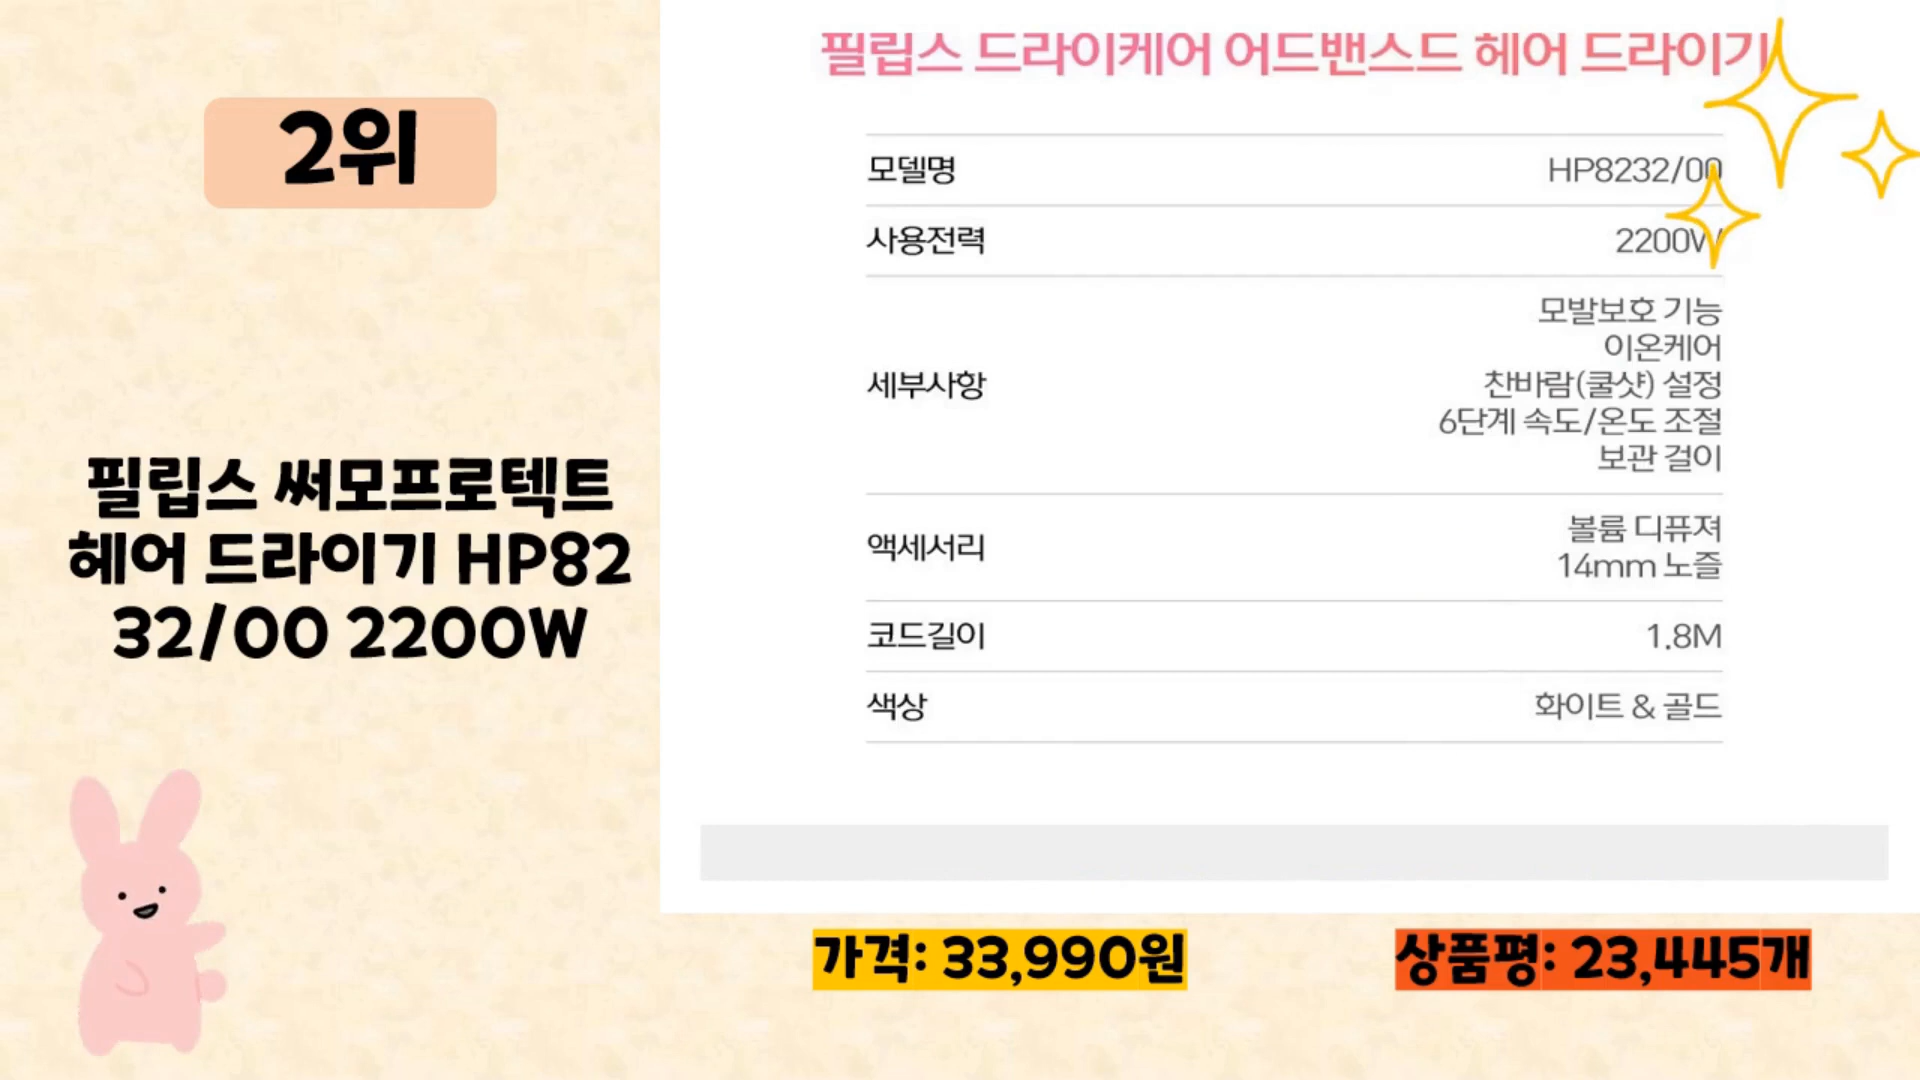 2위
필립스 써모프로텍트
헤어 드라이기 HP82
32/00 2200W
필립스 드라이케어 어드밴스드 헤어 드라이기
모델명 HP8232/00
사용전력 2200W
세부사항
모발보호 기능
이온케어
찬바람(쿨샷) 설정
6단계 속도/온도 조절
보관 걸이
액세서리
볼륨 디퓨져
14mm 노즐
코드길이 1.8M
색상 화이트 & 골드
가격: 33,990원
상품평: 23,445개